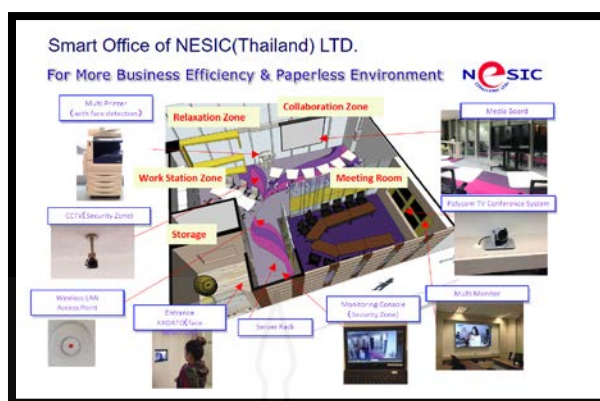 Smart Office of NESIC(Thailand) LTD.
For More Business Efficiency & Paperless Environment
NeSIC
Multi Printer
(with face detection)
Relaxation Zone
Collaboration Zone
Media Board
Work Station Zone
Meeting Room
CCTV(Security Zone)
Polycom TV Conference System
Storage
Wireless LAN
Access Point
Entrance
KAOATO(face
Server Rack
Monitoring Console
(Security Zone)
Multi Monitor